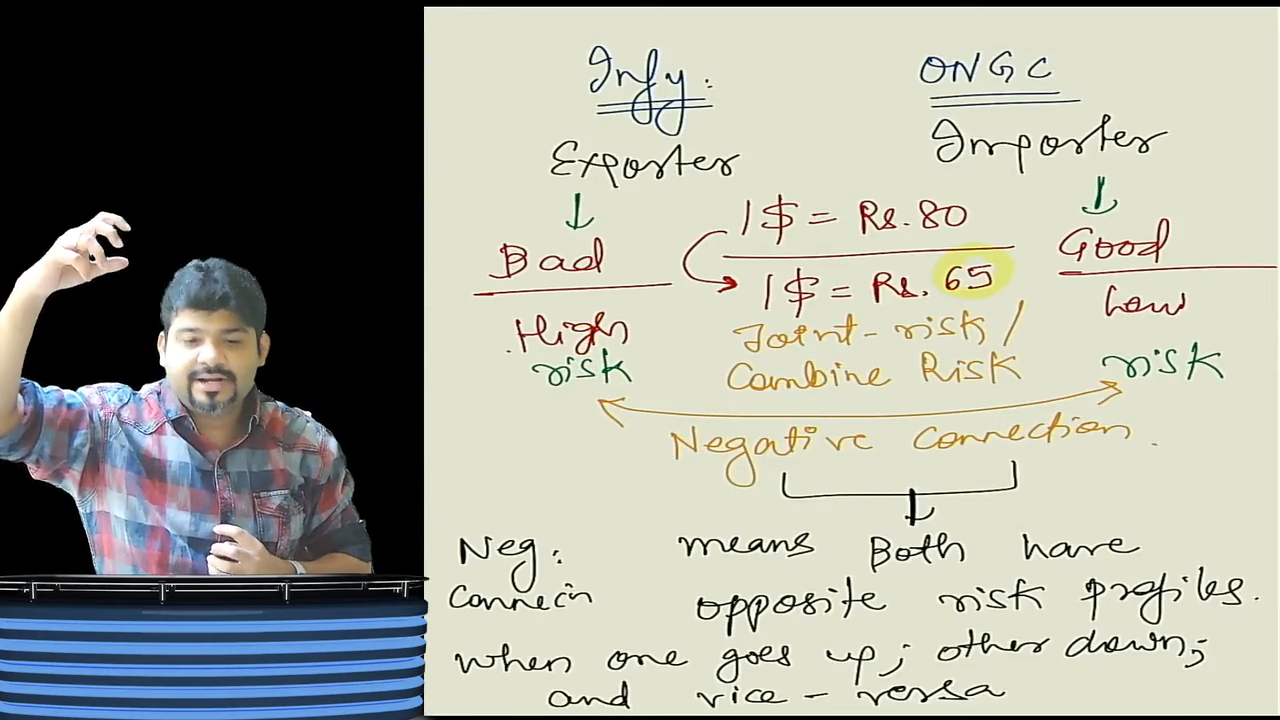 Infy: ONGC
Exporter Importer
1$ = Rs. 80
Bad Good
1$ = Rs. 65
High risk Low risk
Joint-risk /
Combine Risk
Negative Connection.
Neg: means Both have
Connecn opposite risk profiles.
when one goes up; other down;
and vice-versa